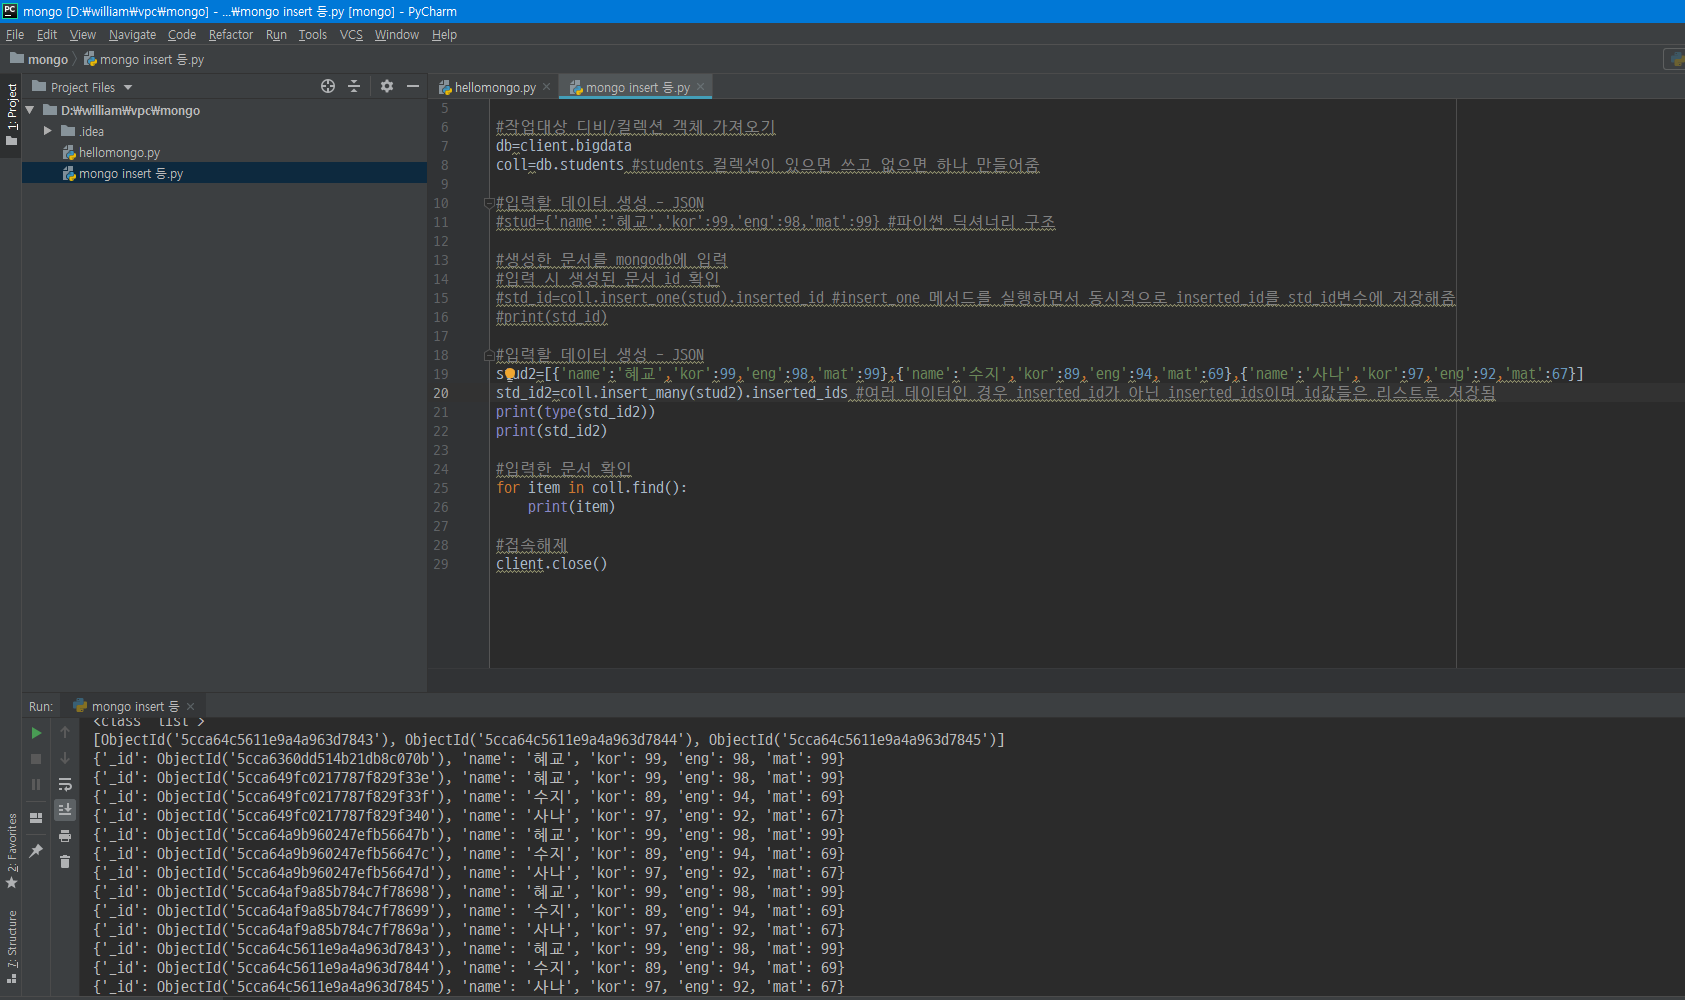 mongo [D:₩william₩vpc₩mongo] - ...₩mongo insert 등.py [mongo] - PyCharm
File Edit View Navigate Code Refactor Run Tools VCS Window Help
mongo mongo insert 등.py
1: Project
Project Files
D:₩william₩vpc₩mongo
.idea
hellomongo.py
mongo insert 등.py
hellomongo.py mongo insert 등.py
5
6 #작업대상 디비/컬렉션 객체 가져오기
7 db=client.bigdata
8 coll=db.students #students 컬렉션이 있으면 쓰고 없으면 하나 만들어줌
9
10 #입력할 데이터 생성 - JSON
11 #stud={'name':'혜교','kor':99,'eng':98,'mat':99} #파이썬 딕셔너리 구조
12
13 #생성한 문서를 mongodb에 입력
14 #입력 시 생성된 문서 id 확인
15 #std_id=coll.insert_one(stud).inserted_id #insert_one 메서드를 실행하면서 동시적으로 inserted_id를 std_id변수에 저장해줌
16 #print(std_id)
17
18 #입력할 데이터 생성 - JSON
19 stud2=[{'name':'혜교','kor':99,'eng':98,'mat':99},{'name':'수지','kor':89,'eng':94,'mat':69},{'name':'사나','kor':97,'eng':92,'mat':67}]
20 std_id2=coll.insert_many(stud2).inserted_ids #여러 데이터인 경우 inserted_id가 아닌 inserted_ids이며 id값들은 리스트로 저장됨
21 print(type(std_id2))
22 print(std_id2)
23
24 #입력한 문서 확인
25 for item in coll.find():
26 print(item)
27
28 #접속해제
29 client.close()
Run: mongo insert 등
<class 'list'>
[ObjectId('5cca64c5611e9a4a963d7843'), ObjectId('5cca64c5611e9a4a963d7844'), ObjectId('5cca64c5611e9a4a963d7845')]
{'_id': ObjectId('5cca6360dd514b21db8c070b'), 'name': '혜교', 'kor': 99, 'eng': 98, 'mat': 99}
{'_id': ObjectId('5cca649fc0217787f829f33e'), 'name': '혜교', 'kor': 99, 'eng': 98, 'mat': 99}
{'_id': ObjectId('5cca649fc0217787f829f33f'), 'name': '수지', 'kor': 89, 'eng': 94, 'mat': 69}
{'_id': ObjectId('5cca649fc0217787f829f340'), 'name': '사나', 'kor': 97, 'eng': 92, 'mat': 67}
{'_id': ObjectId('5cca64a9b960247efb56647b'), 'name': '혜교', 'kor': 99, 'eng': 98, 'mat': 99}
{'_id': ObjectId('5cca64a9b960247efb56647c'), 'name': '수지', 'kor': 89, 'eng': 94, 'mat': 69}
{'_id': ObjectId('5cca64a9b960247efb56647d'), 'name': '사나', 'kor': 97, 'eng': 92, 'mat': 67}
{'_id': ObjectId('5cca64af9a85b784c7f78698'), 'name': '혜교', 'kor': 99, 'eng': 98, 'mat': 99}
{'_id': ObjectId('5cca64af9a85b784c7f78699'), 'name': '수지', 'kor': 89, 'eng': 94, 'mat': 69}
{'_id': ObjectId('5cca64af9a85b784c7f7869a'), 'name': '사나', 'kor': 97, 'eng': 92, 'mat': 67}
{'_id': ObjectId('5cca64c5611e9a4a963d7843'), 'name': '혜교', 'kor': 99, 'eng': 98, 'mat': 99}
{'_id': ObjectId('5cca64c5611e9a4a963d7844'), 'name': '수지', 'kor': 89, 'eng': 94, 'mat': 69}
{'_id': ObjectId('5cca64c5611e9a4a963d7845'), 'name': '사나', 'kor': 97, 'eng': 92, 'mat': 67}
2: Favorites
7: Structure